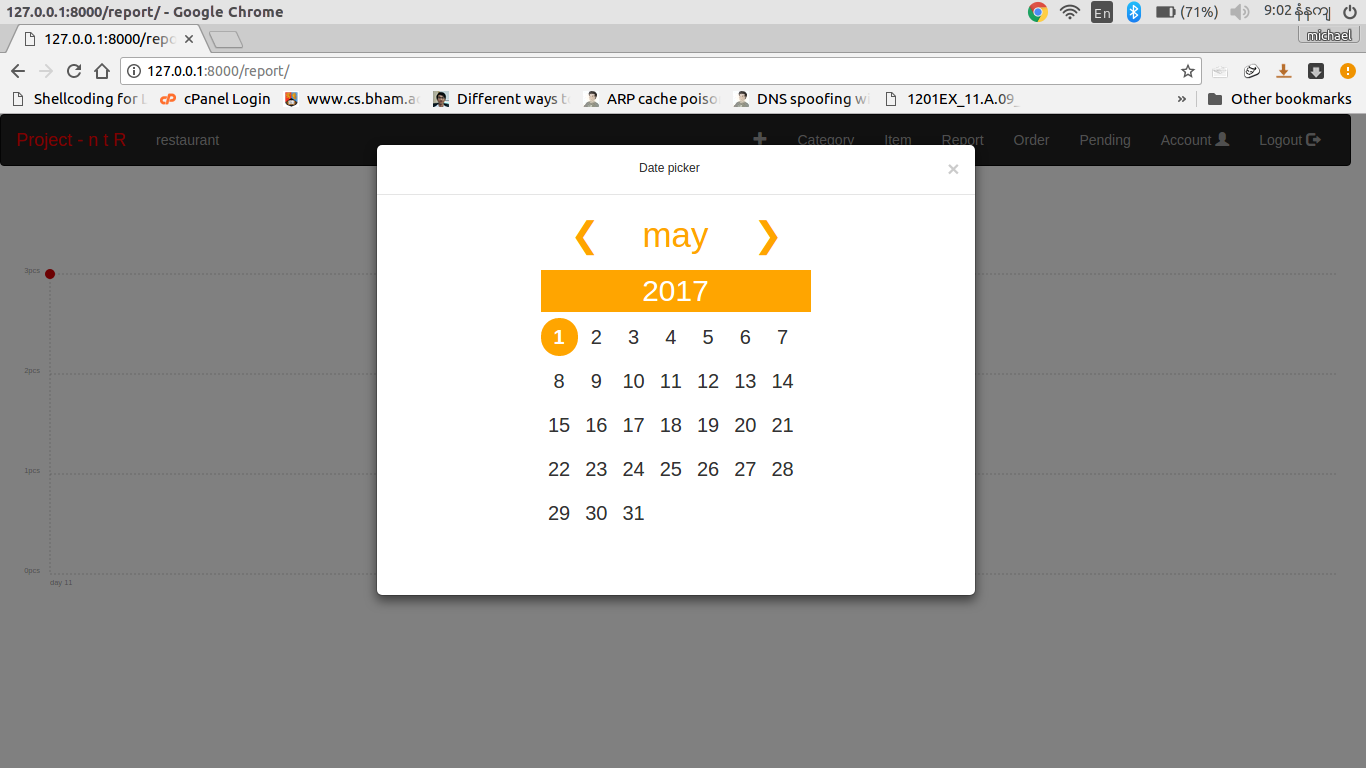 127.0.0.1:8000/report/ - Google Chrome
En (71%) 9:02 နံနက်
127.0.0.1:8000/repo
michael
127.0.0.1:8000/report/
Shellcoding for L cPanel Login www.cs.bham.ac Different ways t ARP cache poiso DNS spoofing wi 1201EX_11.A.09_ » Other bookmarks
Project - n t R restaurant Category Item Report Order Pending Account Logout
Date picker ×
❮ may ❯
2017
1 2 3 4 5 6 7
8 9 10 11 12 13 14
15 16 17 18 19 20 21
22 23 24 25 26 27 28
29 30 31
3pcs
2pcs
1pcs
0pcs
day 11